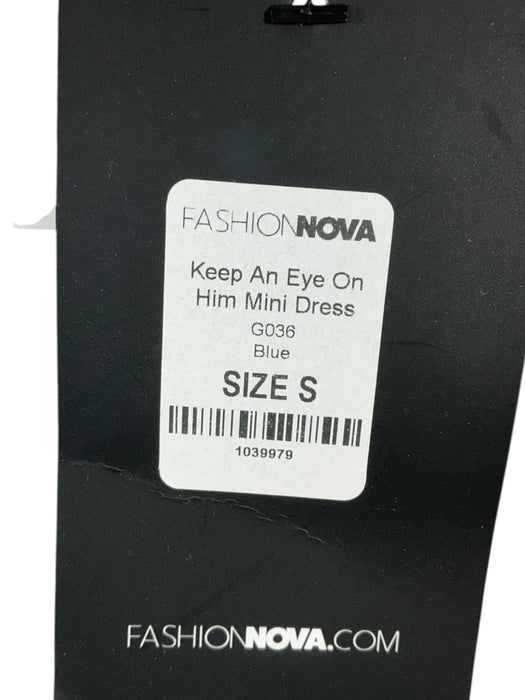 FASHIONNOVA
Keep An Eye On
Him Mini Dress
G036
Blue
SIZE S
1039979
FASHIONNOVA.COM